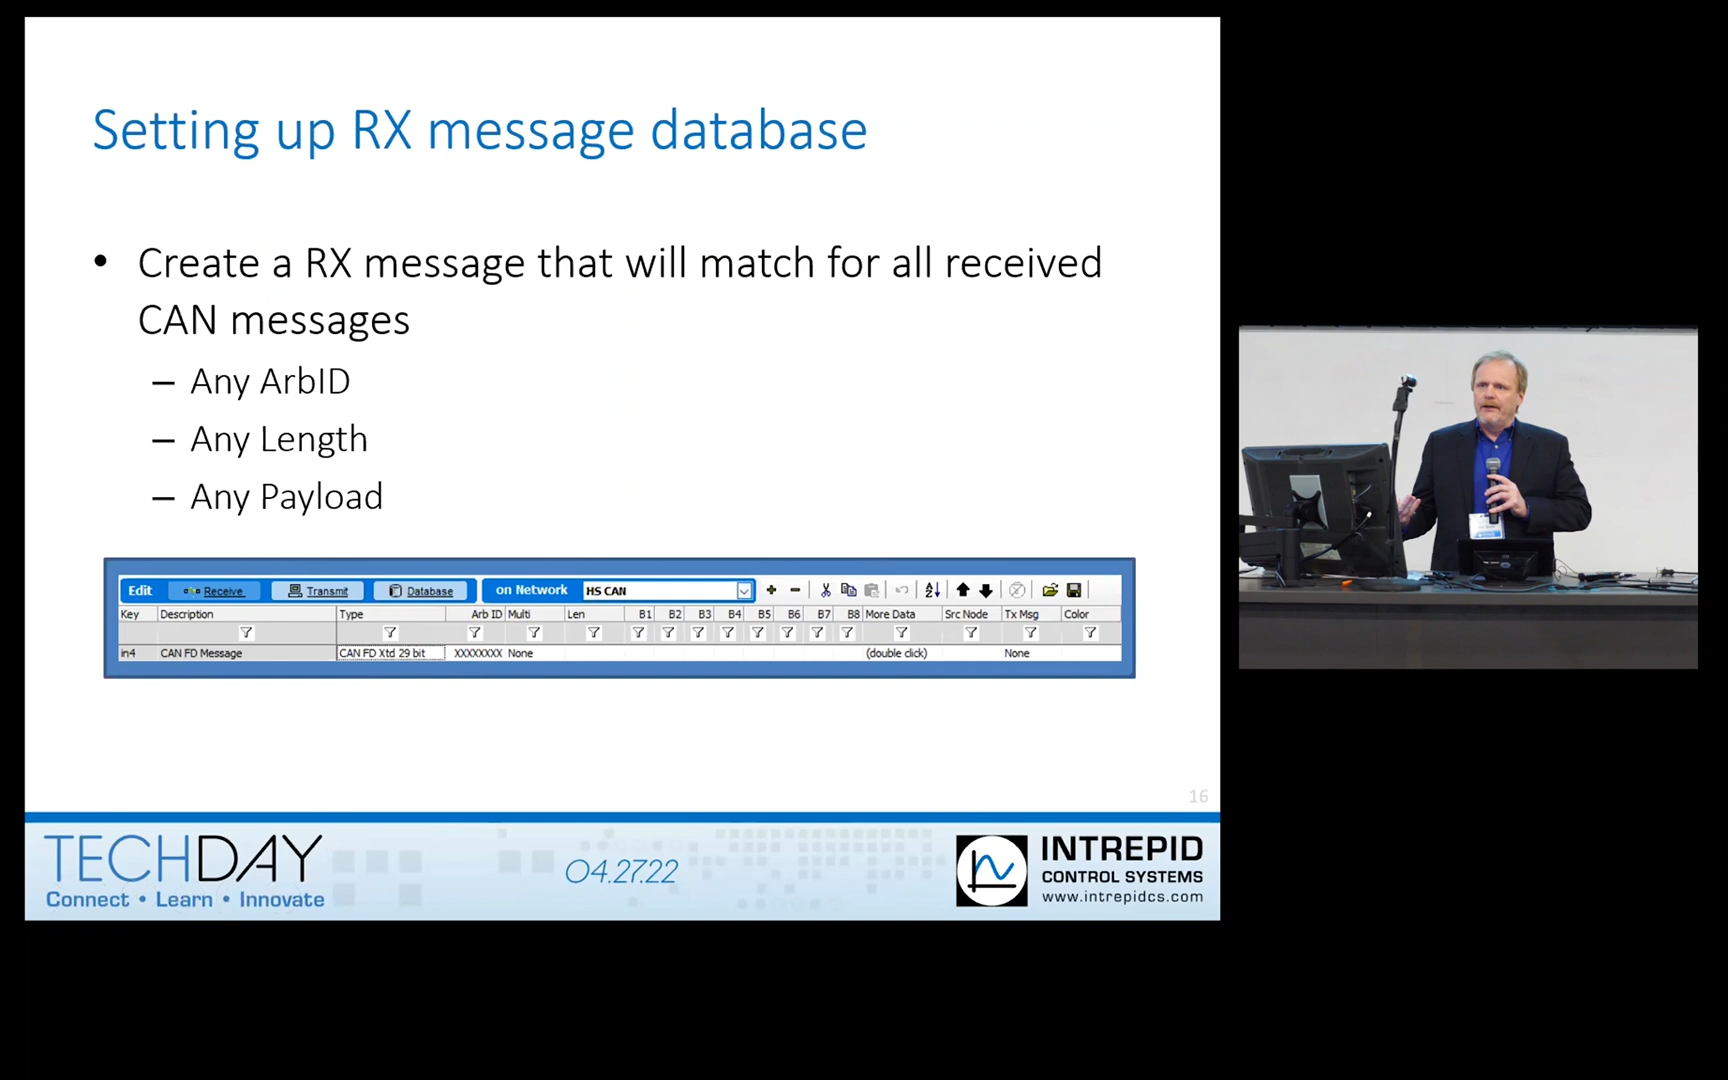 Setting up RX message database
• Create a RX message that will match for all received
CAN messages
– Any ArbID
– Any Length
– Any Payload
Edit Receive Transmit Database on Network HS CAN
Key Description Type Arb ID Multi Len B1 B2 B3 B4 B5 B6 B7 B8 More Data Src Node Tx Msg Color
in4 CAN FD Message CAN FD Xtd 29 bit XXXXXXXX None (double click) None
16
TECHDAY
Connect • Learn • Innovate
04.27.22
INTREPID
CONTROL SYSTEMS
www.intrepidcs.com